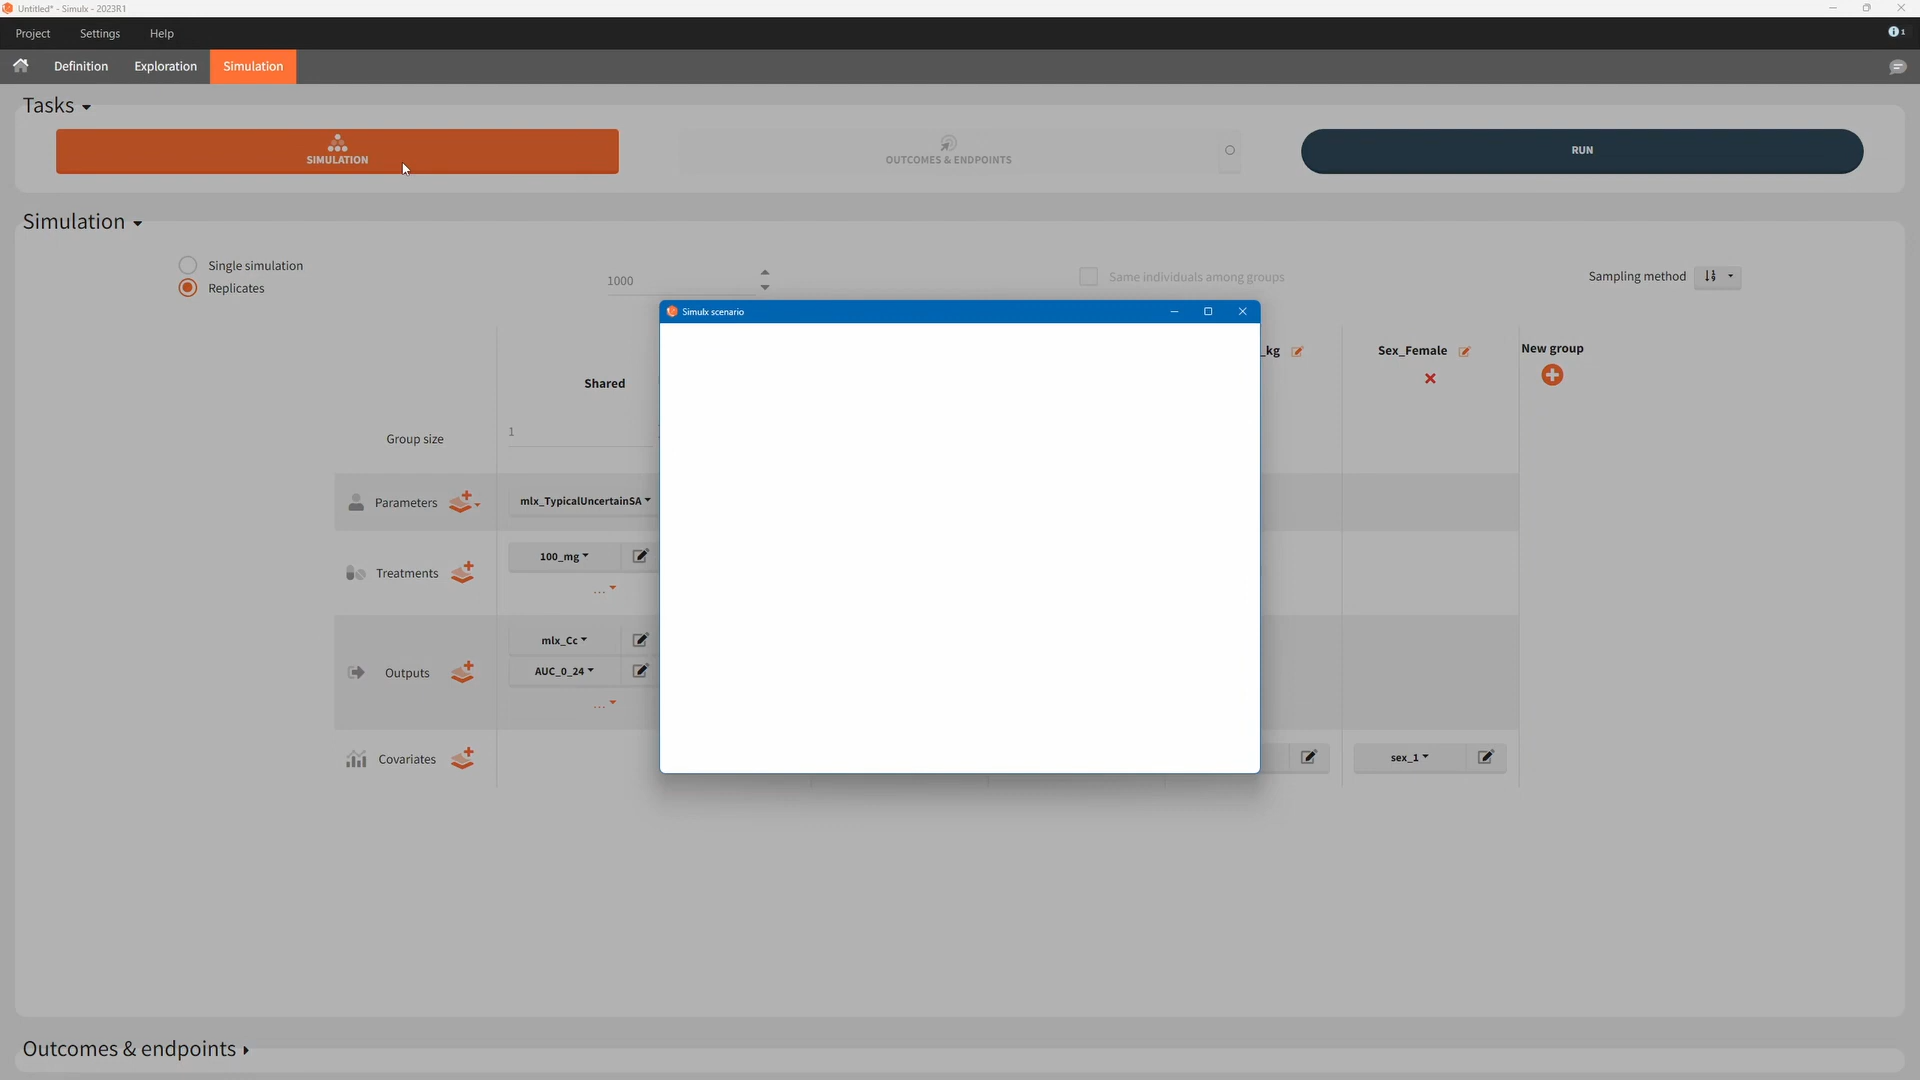 Untitled* - Simulx - 2023R1
Project Settings Help
Definition Exploration Simulation
Tasks
SIMULATION
OUTCOMES & ENDPOINTS
RUN
Simulation
Single simulation
Replicates
1000
Same individuals among groups
Sampling method
Simulx scenario
Shared
_kg
Sex_Female
New group
Group size
1
Parameters
mlx_TypicalUncertainSA
Treatments
100_mg
...
Outputs
mlx_Cc
AUC_0_24
...
Covariates
sex_1
Outcomes & endpoints